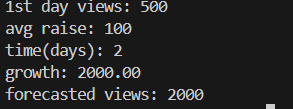 1st day views: 500
avg raise: 100
time(days): 2
growth: 2000.00
forecasted views: 2000